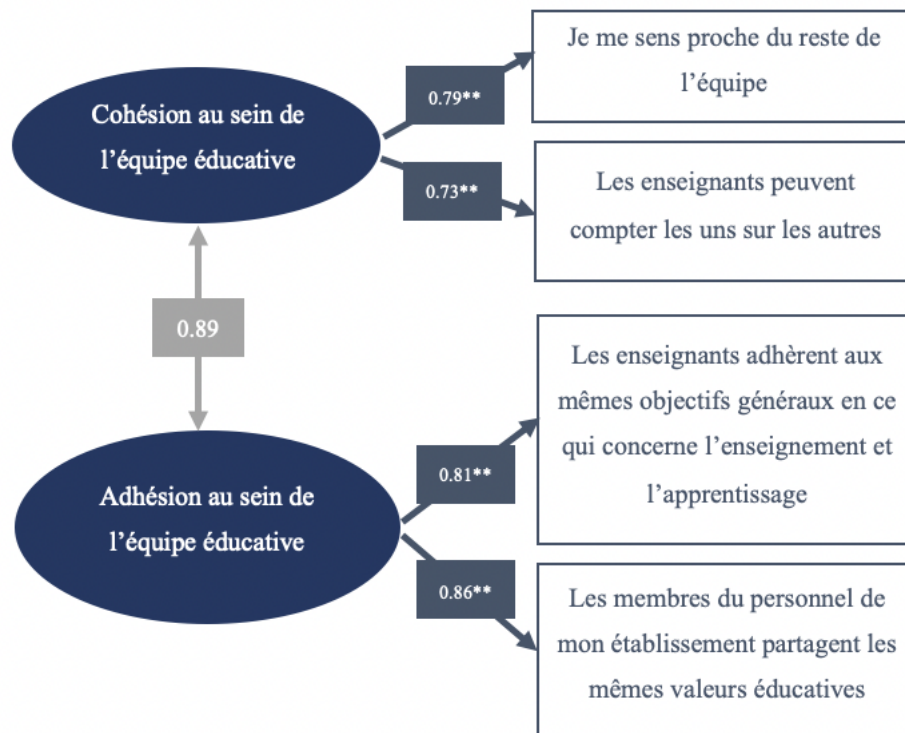 Cohésion au sein de
l’équipe éducative
0.79**
Je me sens proche du reste de
l’équipe
0.73**
Les enseignants peuvent
compter les uns sur les autres
0.89
Adhésion au sein de
l’équipe éducative
0.81**
Les enseignants adhèrent aux
mêmes objectifs généraux en ce
qui concerne l’enseignement et
l’apprentissage
0.86**
Les membres du personnel de
mon établissement partagent les
mêmes valeurs éducatives